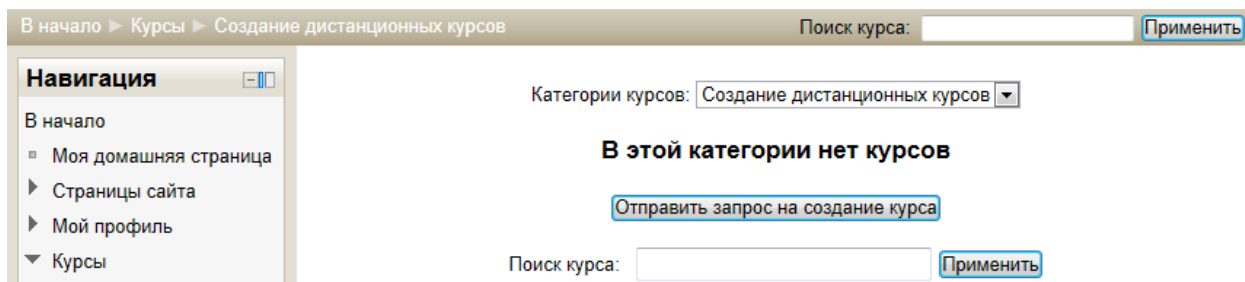 В начало ► Курсы ► Создание дистанционных курсов
Поиск курса: Применить
Навигация
В начало
Моя домашняя страница
Страницы сайта
Мой профиль
Курсы
Категории курсов: Создание дистанционных курсов
В этой категории нет курсов
Отправить запрос на создание курса
Поиск курса: Применить